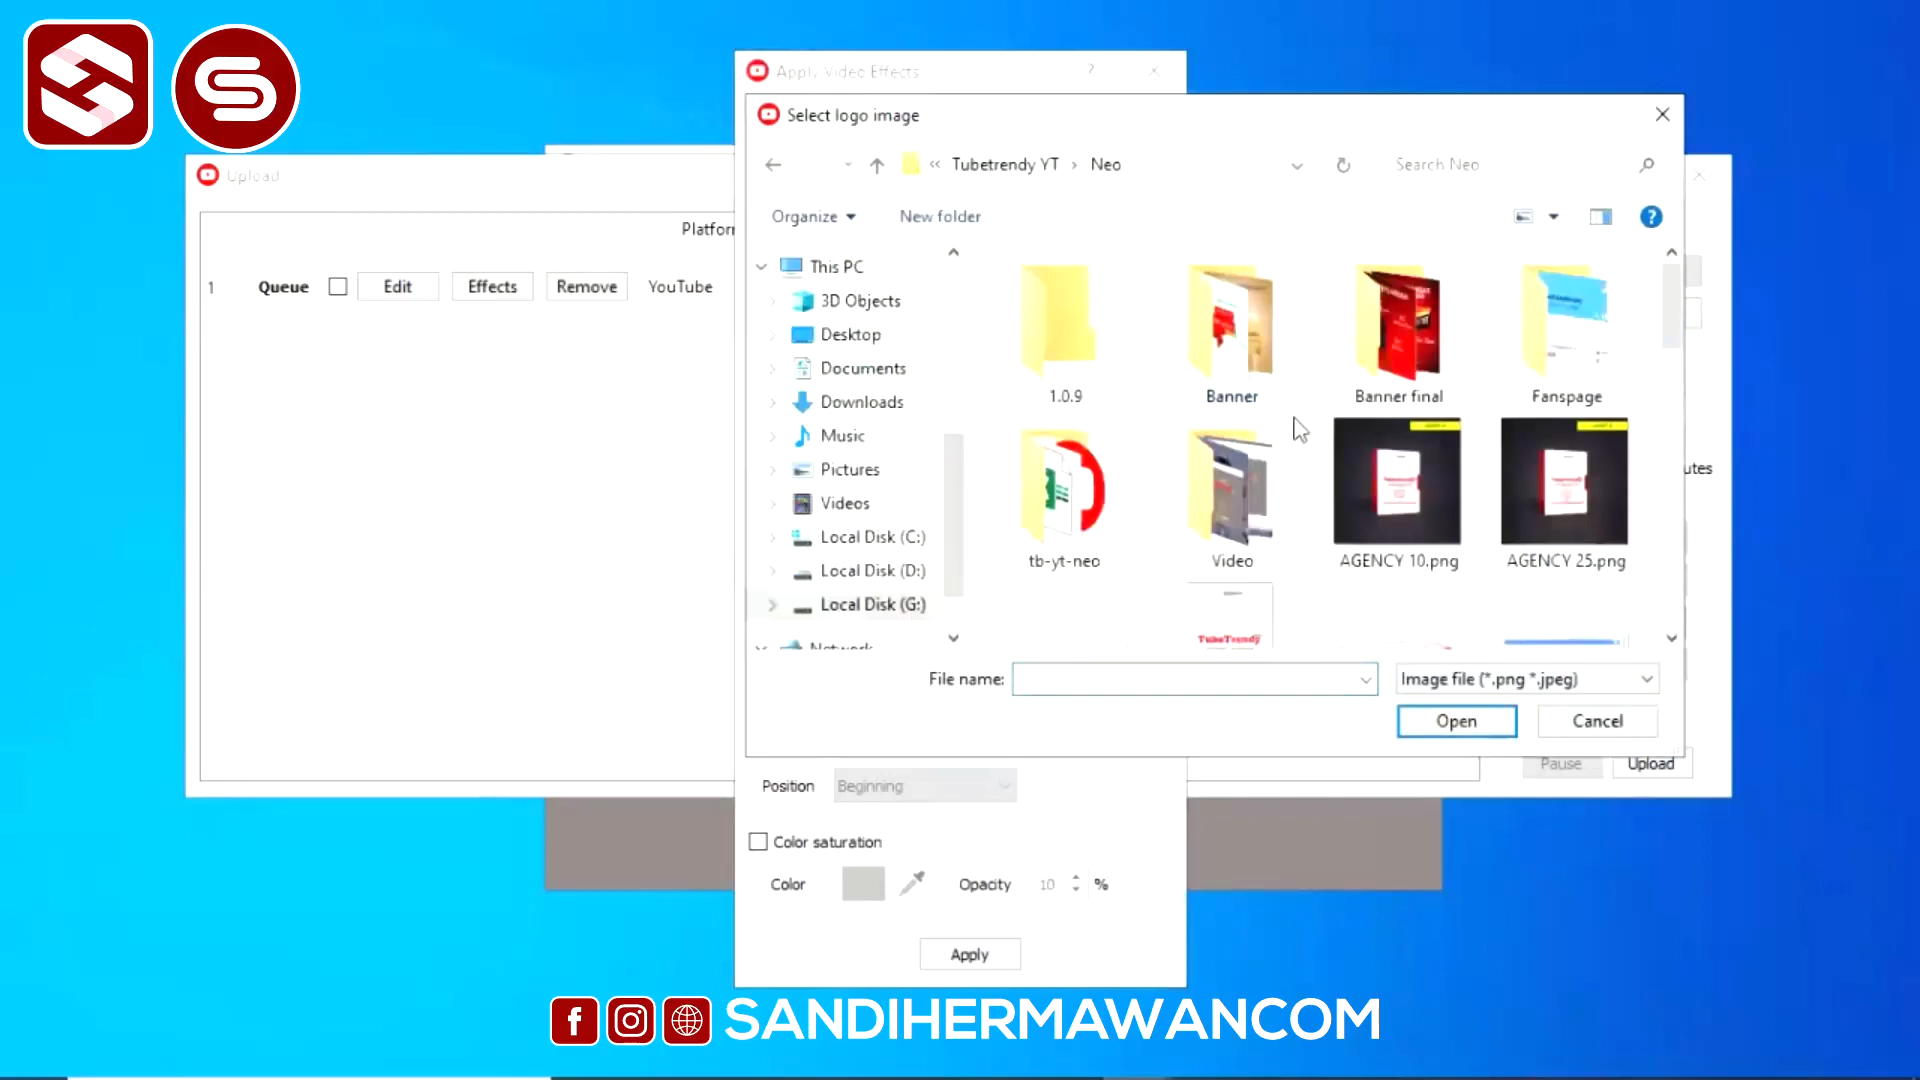 Apply Video Effects
?
Select logo image
« Tubetrendy YT › Neo
Search Neo
Upload
Organize
New folder
?
Platfor
1
Queue
Edit
Effects
Remove
YouTube
This PC
3D Objects
Desktop
Documents
Downloads
Music
Pictures
Videos
Local Disk (C:)
Local Disk (D:)
Local Disk (G:)
Network
1.0.9
Banner
Banner final
Fanspage
tb-yt-neo
Video
AGENCY 10.png
AGENCY 25.png
TubeTrendy
utes
File name:
Image file (*.png *.jpeg)
Open
Cancel
Pause
Upload
Position
Beginning
Color saturation
Color
Opacity
10
%
Apply
SANDIHERMAWANCOM